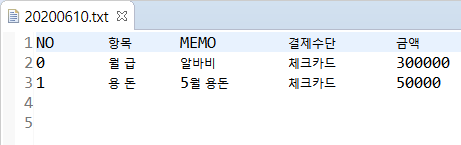 20200610.txt
1 NO 항목 MEMO 결제수단 금액
2 0 월 급 알바비 체크카드 300000
3 1 용 돈 5월 용돈 체크카드 50000
4
5